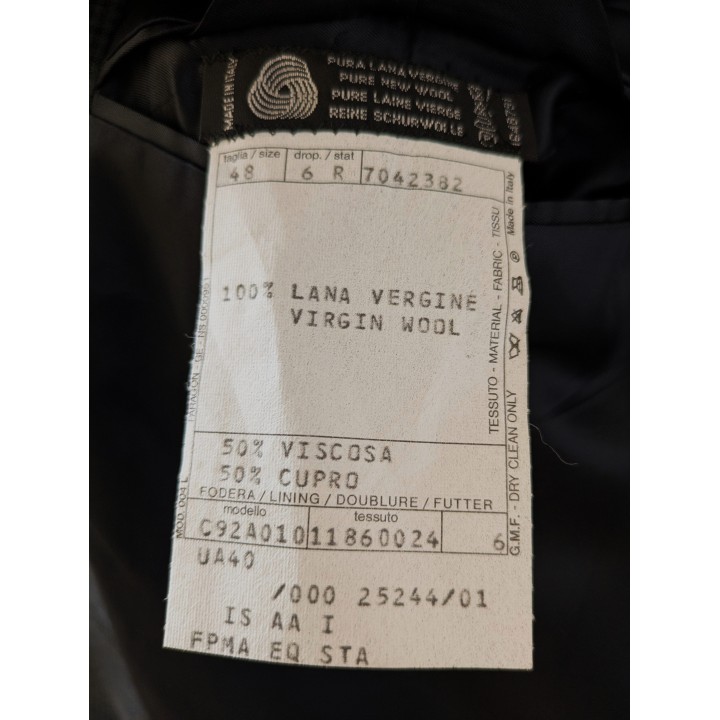 MADE IN ITALY
PURA LANA VERGINE
PURE NEW WOOL
PURE LAINE VIERGE
REINE SCHURWOLLE
taglia / size
drop. / stat
48
6 R
7042382
100% LANA VERGINE
VIRGIN WOOL
TESSUTO - MATERIAL - FABRIC - TISSU
Made in Italy
G.M.F. - DRY CLEAN ONLY
MOD. 004 L
50% VISCOSA
50% CUPRO
FODERA / LINING / DOUBLURE / FUTTER
modello
tessuto
C92A010
11860024
6
UA40
/000 25244/01
IS AA I
FPMA EQ STA